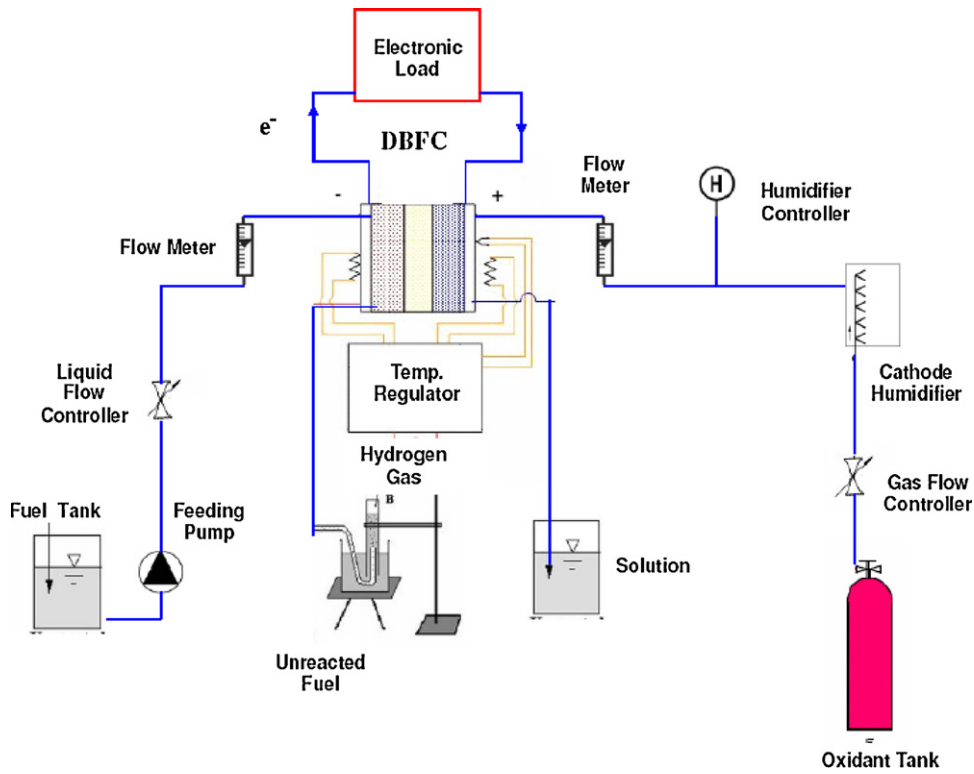 Electronic
Load
e-
DBFC
Flow
Meter
H
Humidifier
Controller
-
+
Flow Meter
Liquid
Flow
Controller
Temp.
Regulator
Cathode
Humidifier
Hydrogen
Gas
B
Gas Flow
Controller
Fuel Tank
Feeding
Pump
Solution
Unreacted
Fuel
Oxidant Tank